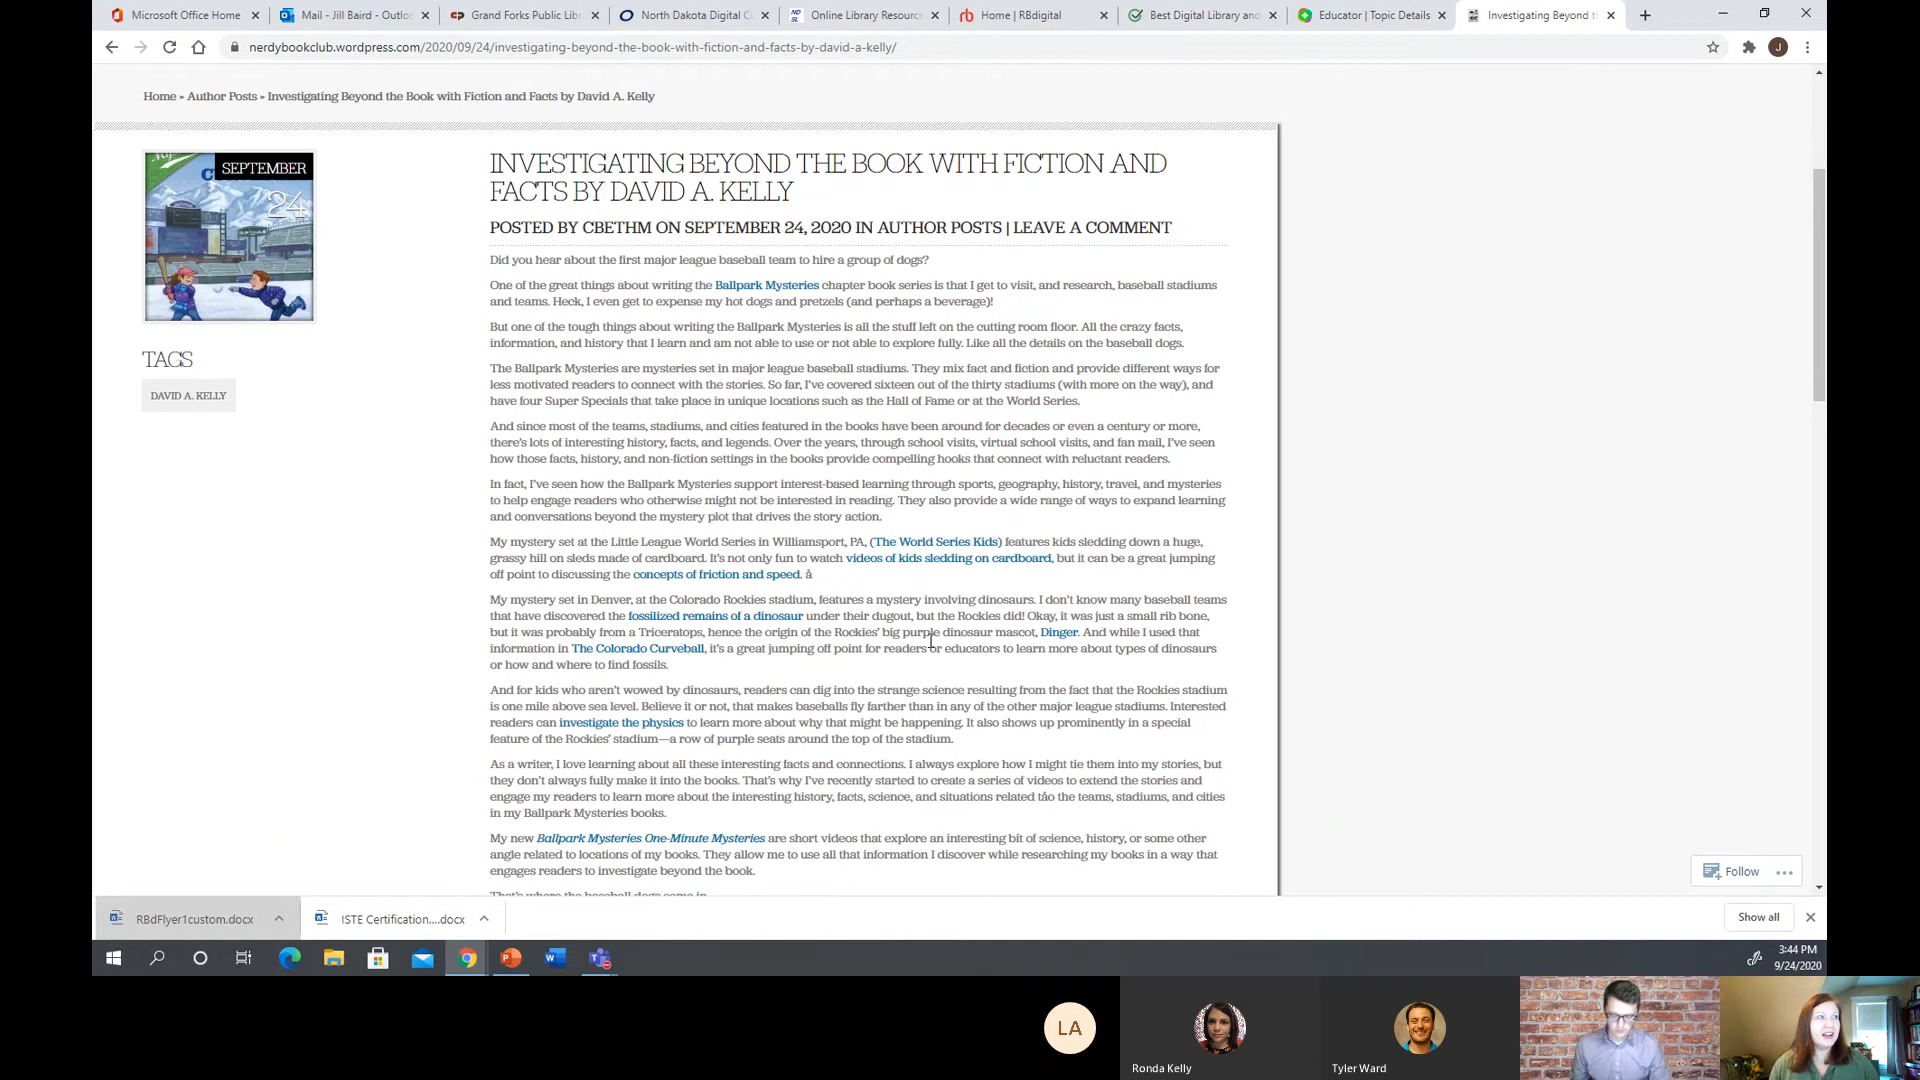 Microsoft Office Home
Mail - Jill Baird - Outlo
Grand Forks Public Lib
North Dakota Digital C
Online Library Resourc
Home | RBdigital
Best Digital Library and
Educator | Topic Details
Investigating Beyond t
nerdybookclub.wordpress.com/2020/09/24/investigating-beyond-the-book-with-fiction-and-facts-by-david-a-kelly/
J
Home » Author Posts » Investigating Beyond the Book with Fiction and Facts by David A. Kelly
SEPTEMBER
24
TAGS
DAVID A. KELLY
INVESTIGATING BEYOND THE BOOK WITH FICTION AND
FACTS BY DAVID A. KELLY
POSTED BY CBETHM ON SEPTEMBER 24, 2020 IN AUTHOR POSTS | LEAVE A COMMENT
Did you hear about the first major league baseball team to hire a group of dogs?
One of the great things about writing the Ballpark Mysteries chapter book series is that I get to visit, and research, baseball stadiums
and teams. Heck, I even get to expense my hot dogs and pretzels (and perhaps a beverage)!
But one of the tough things about writing the Ballpark Mysteries is all the stuff left on the cutting room floor. All the crazy facts,
information, and history that I learn and am not able to use or not able to explore fully. Like all the details on the baseball dogs.
The Ballpark Mysteries are mysteries set in major league baseball stadiums. They mix fact and fiction and provide different ways for
less motivated readers to connect with the stories. So far, I've covered sixteen out of the thirty stadiums (with more on the way), and
have four Super Specials that take place in unique locations such as the Hall of Fame or at the World Series.
And since most of the teams, stadiums, and cities featured in the books have been around for decades or even a century or more,
there's lots of interesting history, facts, and legends. Over the years, through school visits, virtual school visits, and fan mail, I've seen
how those facts, history, and non-fiction settings in the books provide compelling hooks that connect with reluctant readers.
In fact, I've seen how the Ballpark Mysteries support interest-based learning through sports, geography, history, travel, and mysteries
to help engage readers who otherwise might not be interested in reading. They also provide a wide range of ways to expand learning
and conversations beyond the mystery plot that drives the story action.
My mystery set at the Little League World Series in Williamsport, PA, (The World Series Kids) features kids sledding down a huge,
grassy hill on sleds made of cardboard. It's not only fun to watch videos of kids sledding on cardboard, but it can be a great jumping
off point to discussing the concepts of friction and speed. å
My mystery set in Denver, at the Colorado Rockies stadium, features a mystery involving dinosaurs. I don't know many baseball teams
that have discovered the fossilized remains of a dinosaur under their dugout, but the Rockies did! Okay, it was just a small rib bone,
but it was probably from a Triceratops, hence the origin of the Rockies' big purple dinosaur mascot, Dinger. And while I used that
information in The Colorado Curveball, it's a great jumping off point for readers or educators to learn more about types of dinosaurs
or how and where to find fossils.
And for kids who aren't wowed by dinosaurs, readers can dig into the strange science resulting from the fact that the Rockies stadium
is one mile above sea level. Believe it or not, that makes baseballs fly farther than in any of the other major league stadiums. Interested
readers can investigate the physics to learn more about why that might be happening. It also shows up prominently in a special
feature of the Rockies' stadium—a row of purple seats around the top of the stadium.
As a writer, I love learning about all these interesting facts and connections. I always explore how I might tie them into my stories, but
they don't always fully make it into the books. That's why I've recently started to create a series of videos to extend the stories and
engage my readers to learn more about the interesting history, facts, science, and situations related tåo the teams, stadiums, and cities
in my Ballpark Mysteries books.
My new Ballpark Mysteries One-Minute Mysteries are short videos that explore an interesting bit of science, history, or some other
angle related to locations of my books. They allow me to use all that information I discover while researching my books in a way that
engages readers to investigate beyond the book.
That's where the baseball dogs come in
Follow
RBdFlyer1custom.docx
ISTE Certification....docx
Show all
3:44 PM
9/24/2020
LA
Ronda Kelly
Tyler Ward